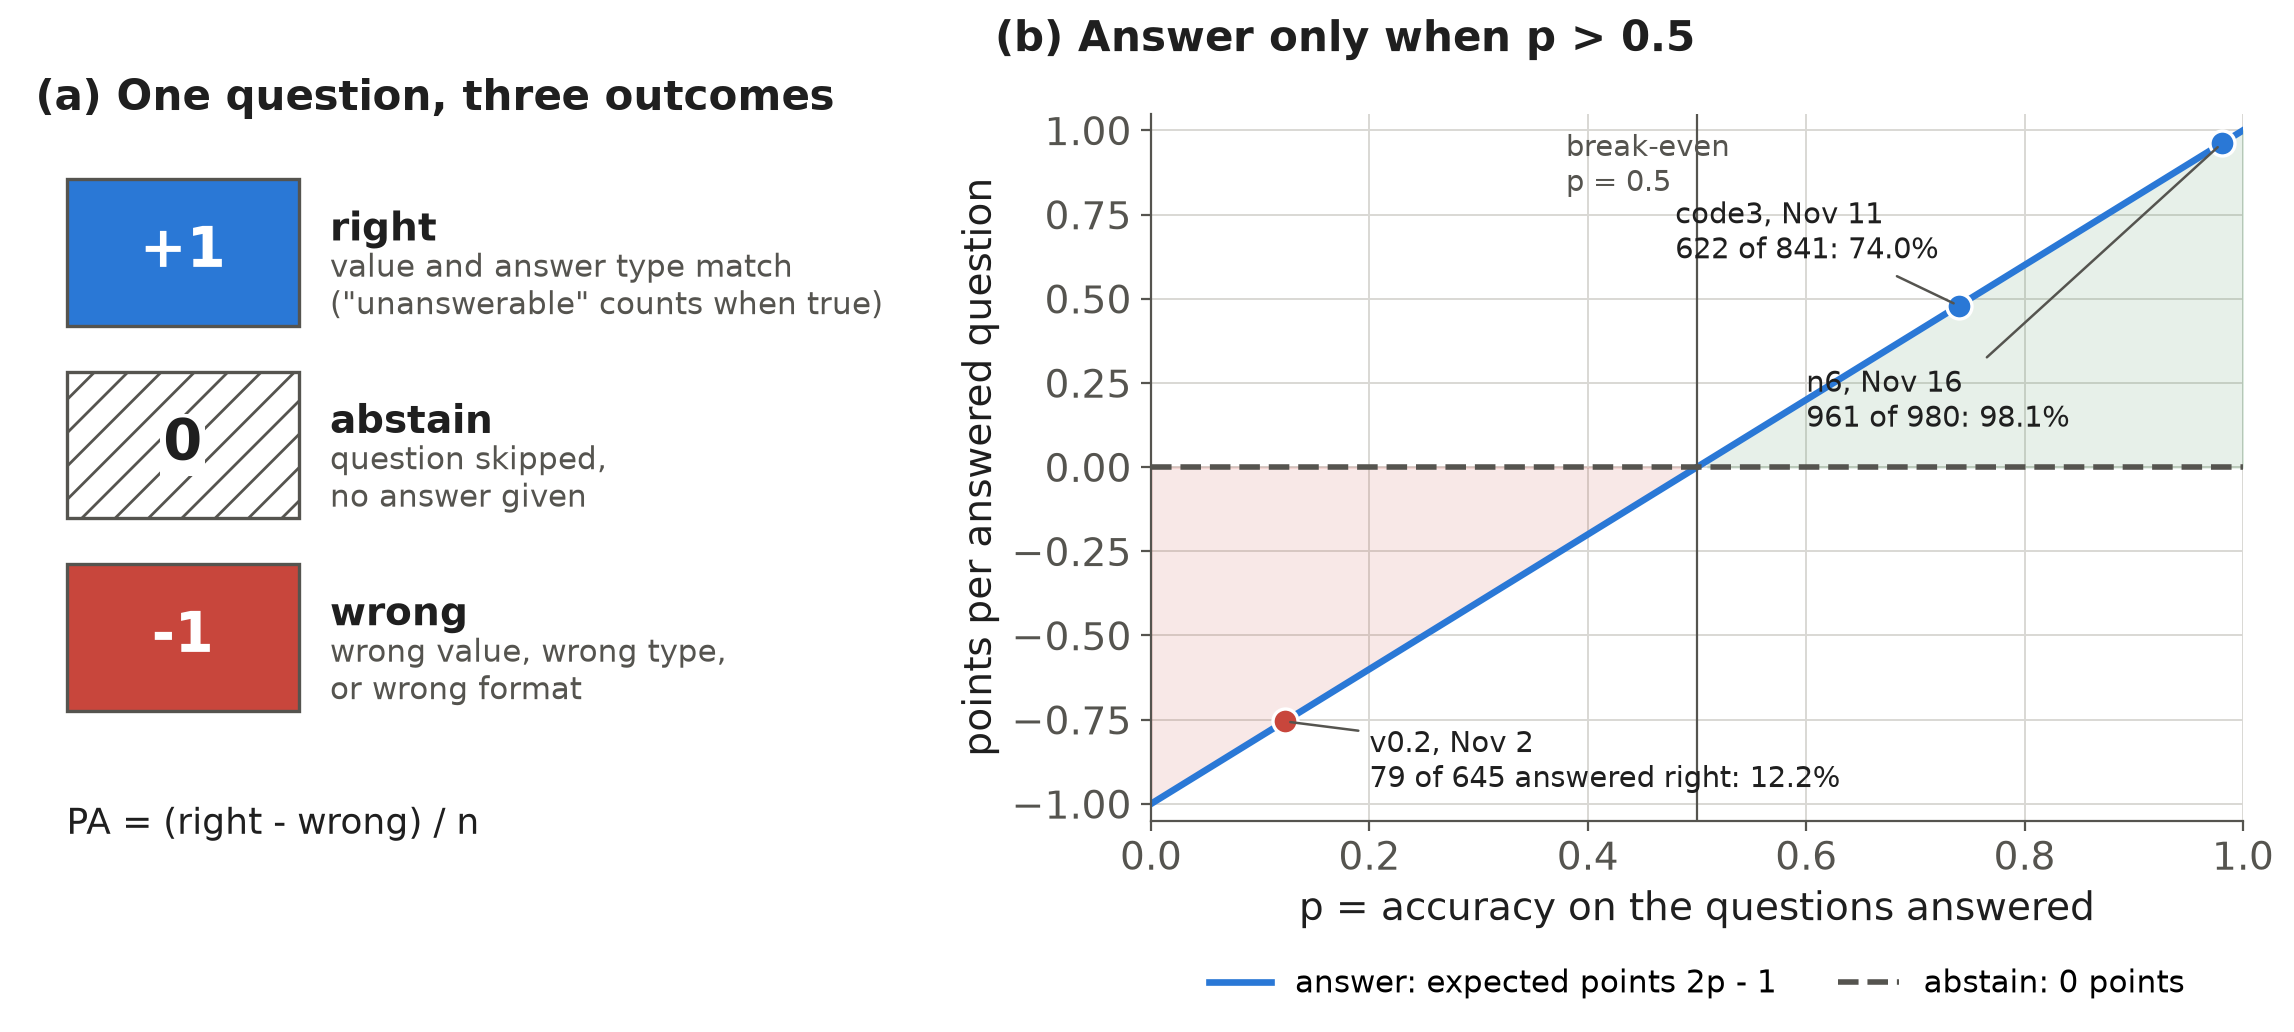 (a) One question, three outcomes
+1
right
value and answer type match
("unanswerable" counts when true)
0
abstain
question skipped,
no answer given
-1
wrong
wrong value, wrong type,
or wrong format
PA = (right - wrong) / n
(b) Answer only when p > 0.5
points per answered question
1.00
0.75
0.50
0.25
0.00
−0.25
−0.50
−0.75
−1.00
break-even
p = 0.5
code3, Nov 11
622 of 841: 74.0%
n6, Nov 16
961 of 980: 98.1%
v0.2, Nov 2
79 of 645 answered right: 12.2%
0.0 0.2 0.4 0.6 0.8 1.0
p = accuracy on the questions answered
answer: expected points 2p - 1 abstain: 0 points